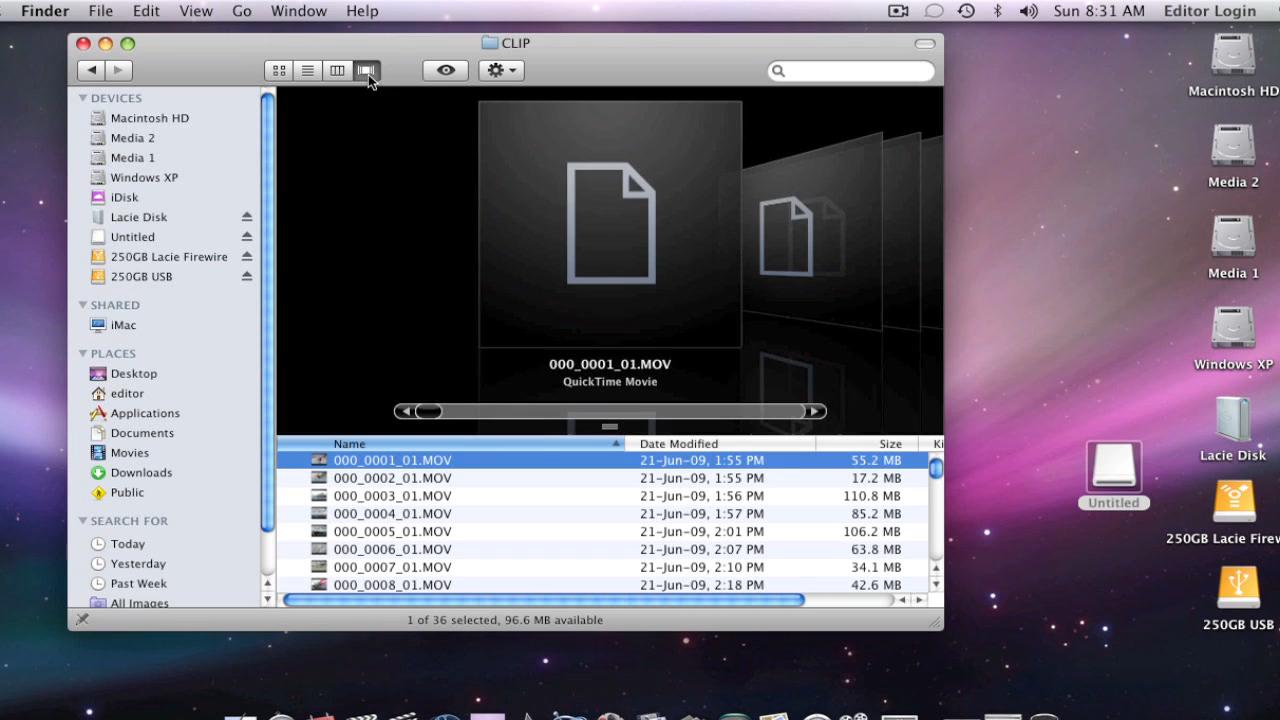 Finder File Edit View Go Window Help Sun 8:31 AM Editor Login
CLIP
DEVICES
Macintosh HD
Media 2
Media 1
Windows XP
iDisk
Lacie Disk
Untitled
250GB Lacie Firewire
250GB USB
SHARED
iMac
PLACES
Desktop
editor
Applications
Documents
Movies
Downloads
Public
SEARCH FOR
Today
Yesterday
Past Week
All Images
000_0001_01.MOV
QuickTime Movie
Name Date Modified Size Ki
000_0001_01.MOV 21-Jun-09, 1:55 PM 55.2 MB
000_0002_01.MOV 21-Jun-09, 1:55 PM 17.2 MB
000_0003_01.MOV 21-Jun-09, 1:56 PM 110.8 MB
000_0004_01.MOV 21-Jun-09, 1:57 PM 85.2 MB
000_0005_01.MOV 21-Jun-09, 2:01 PM 106.2 MB
000_0006_01.MOV 21-Jun-09, 2:07 PM 63.8 MB
000_0007_01.MOV 21-Jun-09, 2:10 PM 34.1 MB
000_0008_01.MOV 21-Jun-09, 2:18 PM 42.6 MB
1 of 36 selected, 96.6 MB available
Macintosh HD
Media 2
Media 1
Windows XP
Lacie Disk
Untitled
250GB Lacie Firew
250GB USB